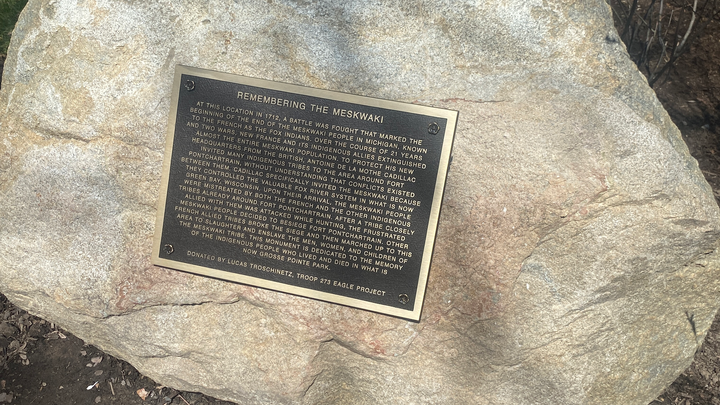 REMEMBERING THE MESKWAKI
AT THIS LOCATION IN 1712, A BATTLE WAS FOUGHT THAT MARKED THE
BEGINNING OF THE END OF THE MESKWAKI PEOPLE IN MICHIGAN, KNOWN
TO THE FRENCH AS THE FOX INDIANS. OVER THE COURSE OF 21 YEARS
AND TWO WARS, NEW FRANCE AND ITS INDIGENOUS ALLIES EXTINGUISHED
ALMOST THE ENTIRE MESKWAKI POPULATION. TO PROTECT HIS NEW
HEADQUARTERS FROM THE BRITISH, ANTOINE DE LA MOTHE CADILLAC
INVITED MANY INDIGENOUS TRIBES TO THE AREA AROUND FORT
PONTCHARTRAIN, WITHOUT UNDERSTANDING THAT CONFLICTS EXISTED
BETWEEN THEM. CADILLAC SPECIFICALLY INVITED THE MESKWAKI BECAUSE
THEY CONTROLLED THE VALUABLE FOX RIVER SYSTEM IN WHAT IS NOW
GREEN BAY, WISCONSIN. UPON THEIR ARRIVAL, THE MESKWAKI PEOPLE
WERE MISTREATED BY BOTH THE FRENCH AND THE OTHER INDIGENOUS
TRIBES ALREADY AROUND FORT PONTCHARTRAIN. AFTER A TRIBE CLOSELY
ALLIED WITH THEM WAS ATTACKED WHILE HUNTING, THE FRUSTRATED
MESKWAKI PEOPLE DECIDED TO BESIEGE FORT PONTCHARTRAIN. OTHER
FRENCH ALLIED TRIBES BROKE THE SIEGE AND THEN MARCHED UP TO THIS
AREA TO SLAUGHTER AND ENSLAVE THE MEN, WOMEN, AND CHILDREN OF
THE MESKWAKI TRIBE. THIS MONUMENT IS DEDICATED TO THE MEMORY
OF THE INDIGENOUS PEOPLE WHO LIVED AND DIED IN WHAT IS
NOW GROSSE POINTE PARK.
DONATED BY LUCAS TROSCHINETZ, TROOP 273 EAGLE PROJECT